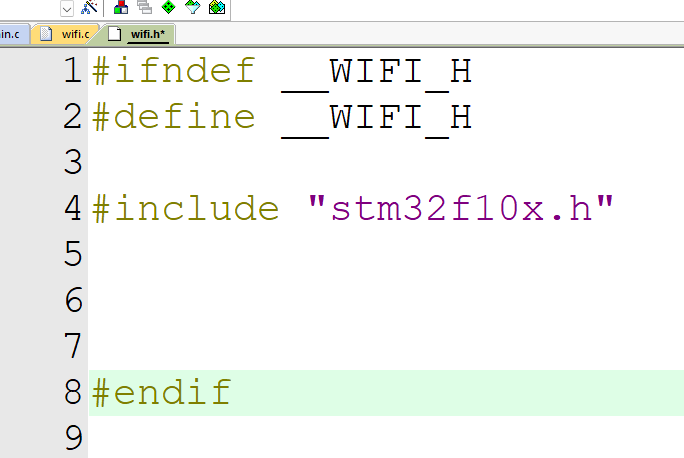 in.c wifi.c wifi.h*
1 #ifndef __WIFI_H
2 #define __WIFI_H
3
4 #include "stm32f10x.h"
5
6
7
8 #endif
9